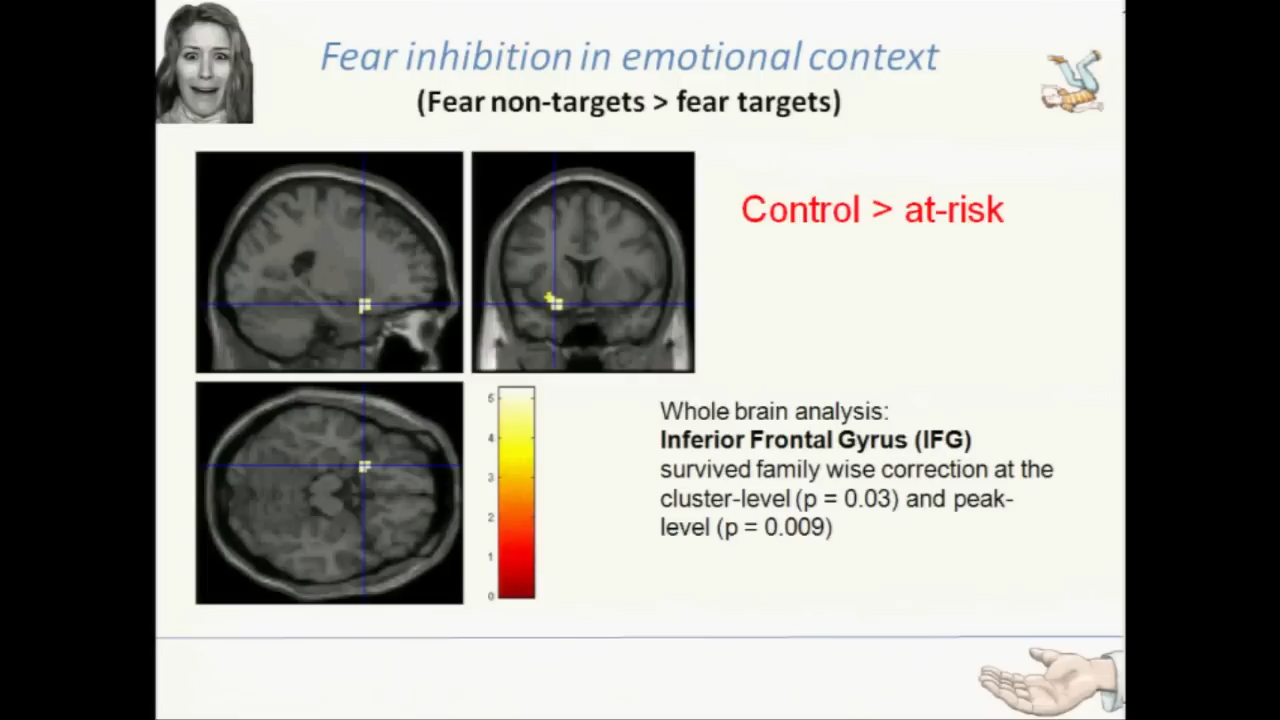 Fear inhibition in emotional context
(Fear non-targets > fear targets)
Control > at-risk
5
4
3
2
1
0
Whole brain analysis:
Inferior Frontal Gyrus (IFG)
survived family wise correction at the
cluster-level (p = 0.03) and peak-
level (p = 0.009)